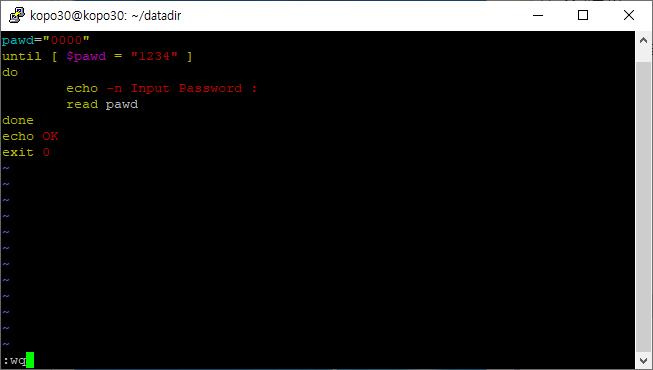 kopo30@kopo30: ~/datadir
pawd="0000"
until [ $pawd = "1234" ]
do
        echo -n Input Password :
        read pawd
done
echo OK
exit 0
~
~
~
~
~
~
~
~
~
~
~
~
:wq